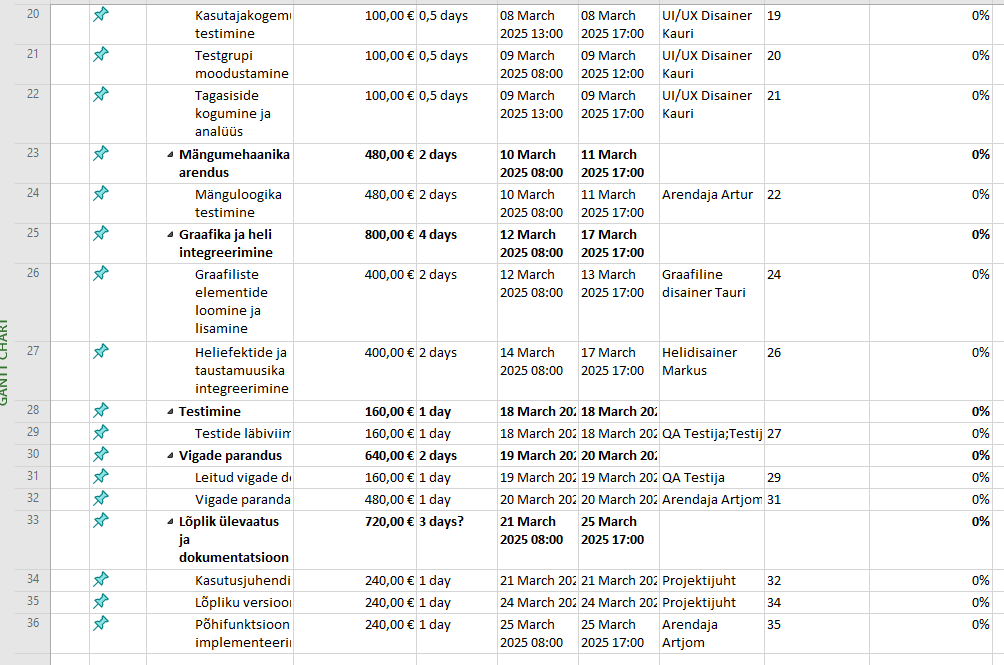 20 Kasutajakogemu 100,00 € 0,5 days 08 March 08 March UI/UX Disainer 19 0%
testimine 2025 13:00 2025 17:00 Kauri
21 Testgrupi 100,00 € 0,5 days 09 March 09 March UI/UX Disainer 20 0%
moodustamine 2025 08:00 2025 12:00 Kauri
22 Tagasiside 100,00 € 0,5 days 09 March 09 March UI/UX Disainer 21 0%
kogumine ja 2025 13:00 2025 17:00 Kauri
analüüs
23 Mängumehaanika 480,00 € 2 days 10 March 11 March 0%
arendus 2025 08:00 2025 17:00
24 Mänguloogika 480,00 € 2 days 10 March 11 March Arendaja Artur 22 0%
testimine 2025 08:00 2025 17:00
25 Graafika ja heli 800,00 € 4 days 12 March 17 March 0%
integreerimine 2025 08:00 2025 17:00
26 Graafiliste 400,00 € 2 days 12 March 13 March Graafiline 24 0%
elementide 2025 08:00 2025 17:00 disainer Tauri
loomine ja
lisamine
27 Heliefektide ja 400,00 € 2 days 14 March 17 March Helidisainer 26 0%
taustamuusika 2025 08:00 2025 17:00 Markus
integreerimine
28 Testimine 160,00 € 1 day 18 March 202 18 March 202 0%
29 Testide läbiviim 160,00 € 1 day 18 March 202 18 March 202 QA Testija;Testij 27 0%
30 Vigade parandus 640,00 € 2 days 19 March 202 20 March 202 0%
31 Leitud vigade d 160,00 € 1 day 19 March 202 19 March 202 QA Testija 29 0%
32 Vigade paranda 480,00 € 1 day 20 March 202 20 March 202 Arendaja Artjom 31 0%
33 Lõplik ülevaatus 720,00 € 3 days? 21 March 25 March 0%
ja 2025 08:00 2025 17:00
dokumentatsioon
34 Kasutusjuhendi 240,00 € 1 day 21 March 202 21 March 202 Projektijuht 32 0%
35 Lõpliku versioo 240,00 € 1 day 24 March 202 24 March 202 Projektijuht 34 0%
36 Põhifunktsioon 240,00 € 1 day 25 March 25 March Arendaja 35 0%
implementeeri 2025 08:00 2025 17:00 Artjom
GANTT CHART